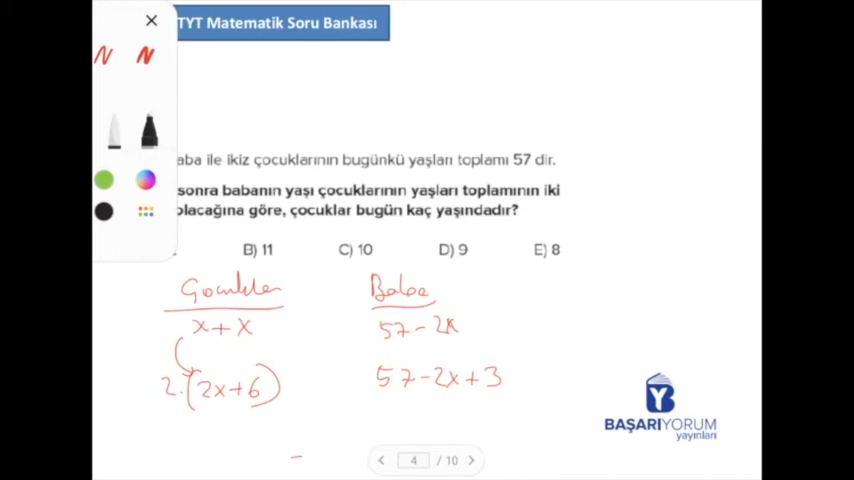 TYT Matematik Soru Bankası
aba ile ikiz çocuklarının bugünkü yaşları toplamı 57 dir.
sonra babanın yaşı çocuklarının yaşları toplamının iki
olacağına göre, çocuklar bugün kaç yaşındadır?
B) 11 C) 10 D) 9 E) 8
Çocuklar Baba
x+x 57-2x
2.(2x+6) 57-2x+3
BAŞARIYORUM
yayınları
4 / 10